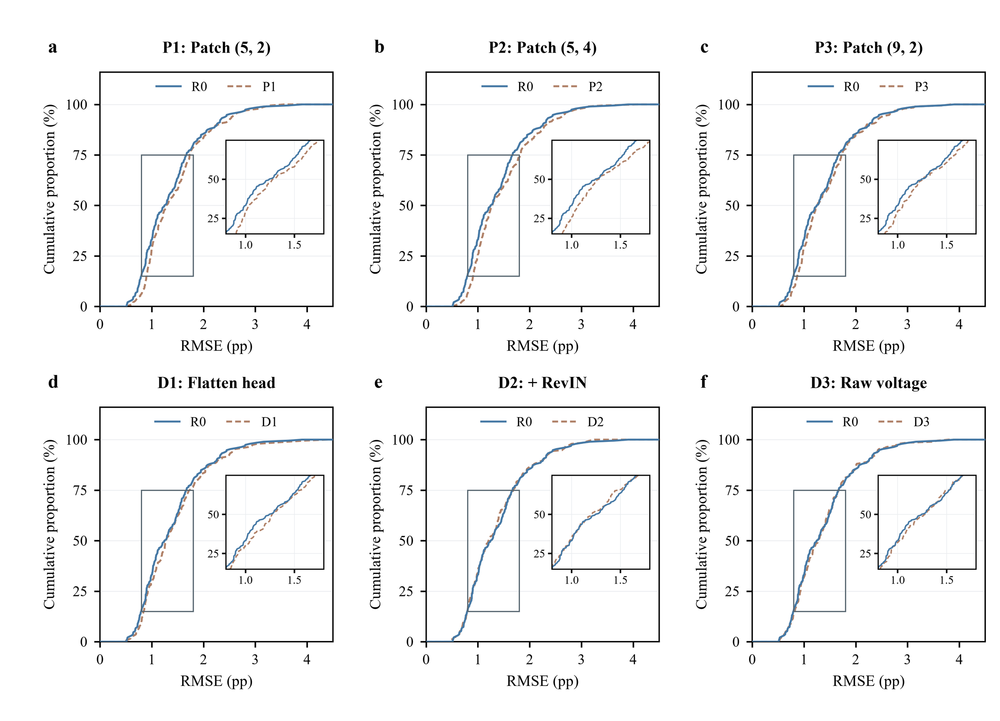 a P1: Patch (5, 2)
R0 P1
Cumulative proportion (%)
100
75
50
25
0
50
25
1.0 1.5
0 1 2 3 4
RMSE (pp)
b P2: Patch (5, 4)
R0 P2
Cumulative proportion (%)
100
75
50
25
0
50
25
1.0 1.5
0 1 2 3 4
RMSE (pp)
c P3: Patch (9, 2)
R0 P3
Cumulative proportion (%)
100
75
50
25
0
50
25
1.0 1.5
0 1 2 3 4
RMSE (pp)
d D1: Flatten head
R0 D1
Cumulative proportion (%)
100
75
50
25
0
50
25
1.0 1.5
0 1 2 3 4
RMSE (pp)
e D2: + RevIN
R0 D2
Cumulative proportion (%)
100
75
50
25
0
50
25
1.0 1.5
0 1 2 3 4
RMSE (pp)
f D3: Raw voltage
R0 D3
Cumulative proportion (%)
100
75
50
25
0
50
25
1.0 1.5
0 1 2 3 4
RMSE (pp)